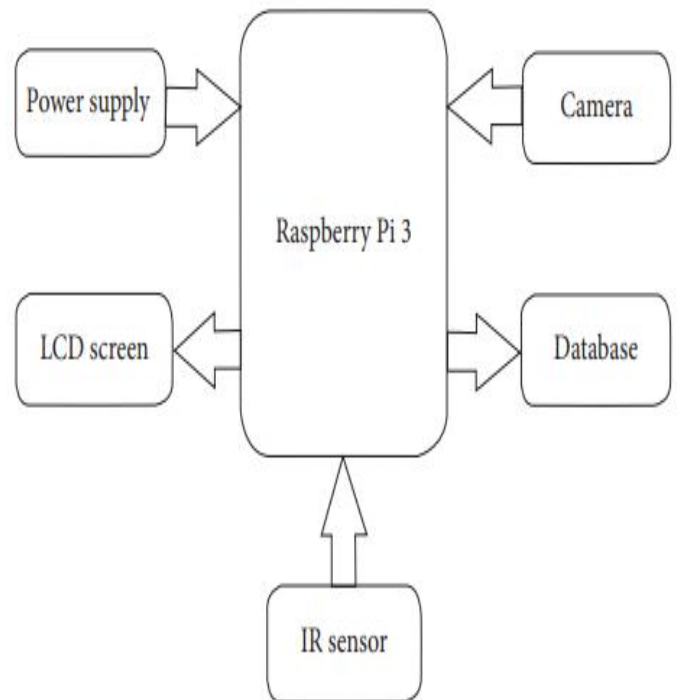 Power supply
Camera
Raspberry Pi 3
LCD screen
Database
IR sensor